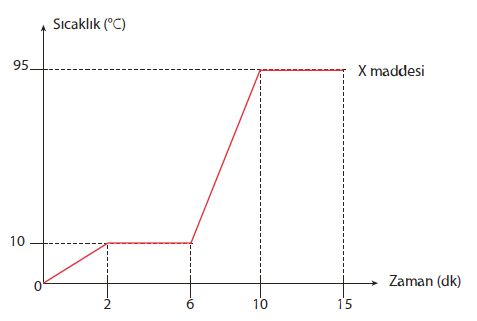 Sıcaklık (°C)
95
X maddesi
10
0
Zaman (dk)
2 6 10 15